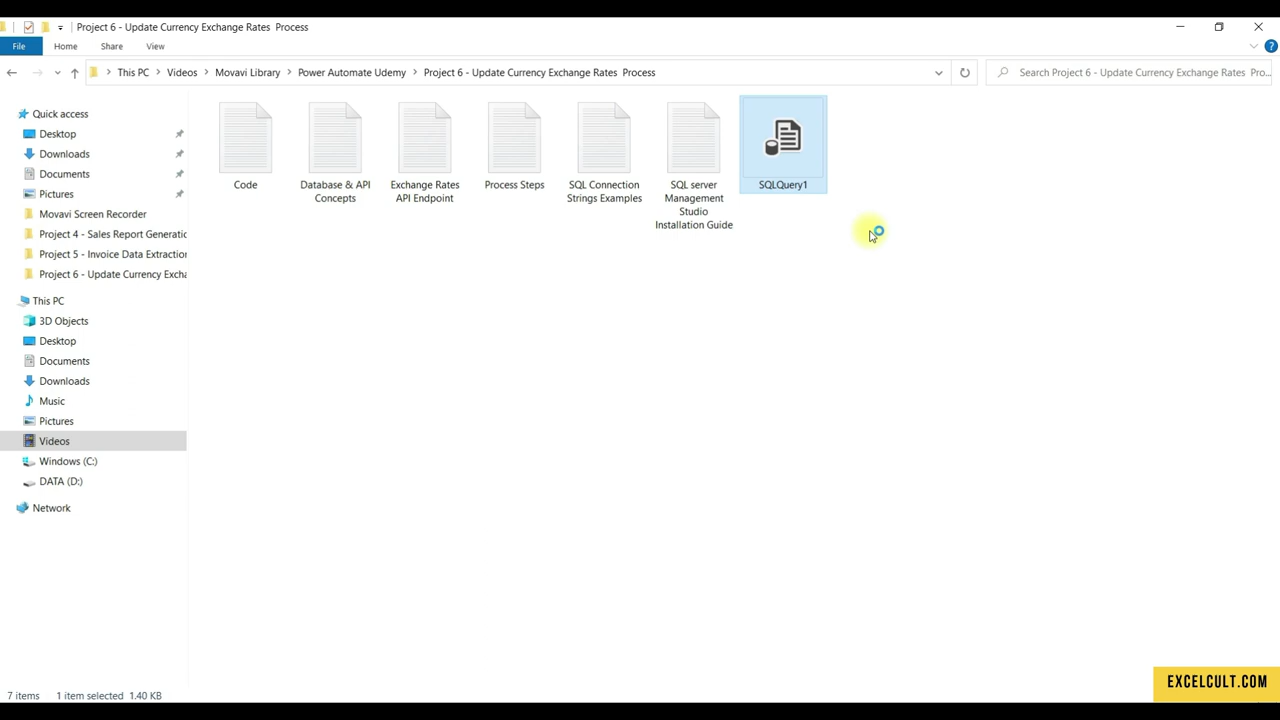 Project 6 - Update Currency Exchange Rates  Process
File
Home
Share
View
This PC
Videos
Movavi Library
Power Automate Udemy
Project 6 - Update Currency Exchange Rates  Process
Search Project 6 - Update Currency Exchange Rates  Pro...
Quick access
Desktop
Downloads
Documents
Pictures
Movavi Screen Recorder
Project 4 - Sales Report Generatic
Project 5 - Invoice Data Extraction
Project 6 - Update Currency Excha
This PC
3D Objects
Desktop
Documents
Downloads
Music
Pictures
Videos
Windows (C:)
DATA (D:)
Network
Code
Database & API
Concepts
Exchange Rates
API Endpoint
Process Steps
SQL Connection
Strings Examples
SQL server
Management
Studio
Installation Guide
SQLQuery1
7 items
1 item selected  1.40 KB
EXCELCULT.COM